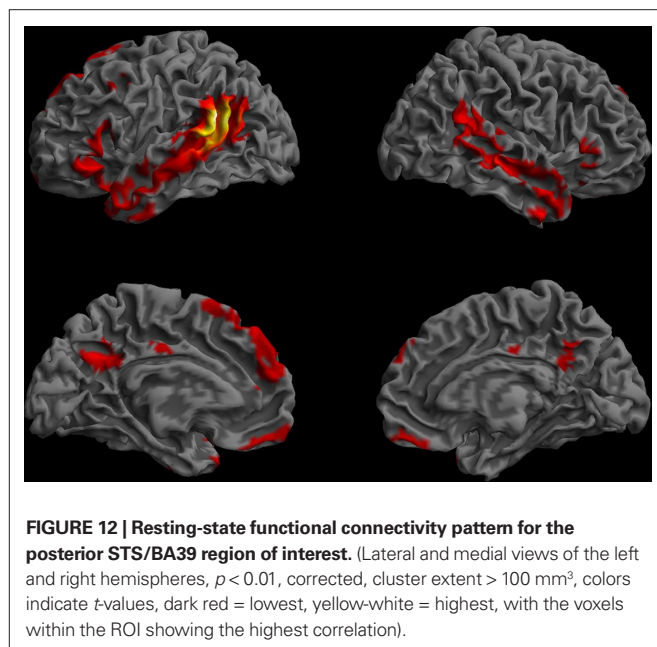 FIGURE 12 | Resting-state functional connectivity pattern for the
posterior STS/BA39 region of interest. (Lateral and medial views of the left
and right hemispheres, p < 0.01, corrected, cluster extent > 100 mm³, colors
indicate t-values, dark red = lowest, yellow-white = highest, with the voxels
within the ROI showing the highest correlation).